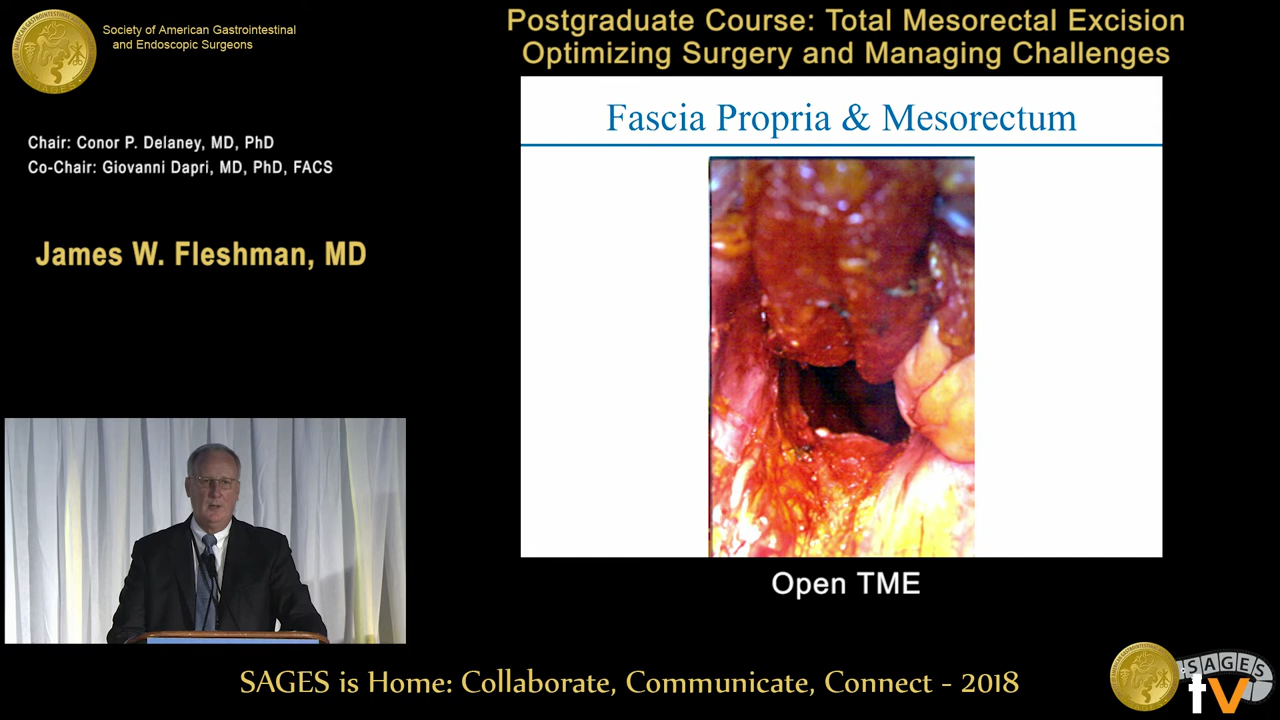 Society of American Gastrointestinal
and Endoscopic Surgeons
Postgraduate Course: Total Mesorectal Excision
Optimizing Surgery and Managing Challenges
Chair: Conor P. Delaney, MD, PhD
Co-Chair: Giovanni Dapri, MD, PhD, FACS
James W. Fleshman, MD
Fascia Propria & Mesorectum
Open TME
SAGES is Home: Collaborate, Communicate, Connect - 2018
SAGES
tv